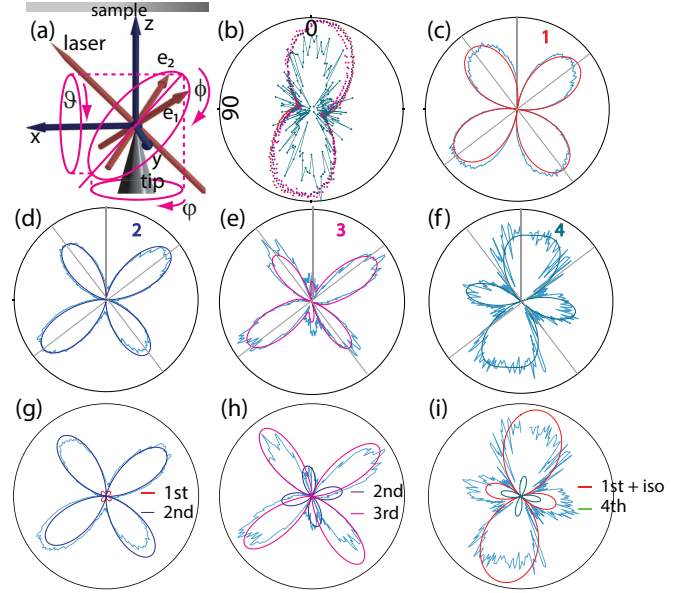 sample
(a)
z
laser
e₂
ϕ
ϑ
e₁
x
y
tip
φ
(b)
0
90
(c)
1
(d)
2
(e)
3
(f)
4
(g)
1st
2nd
(h)
2nd
3rd
(i)
1st + iso
4th